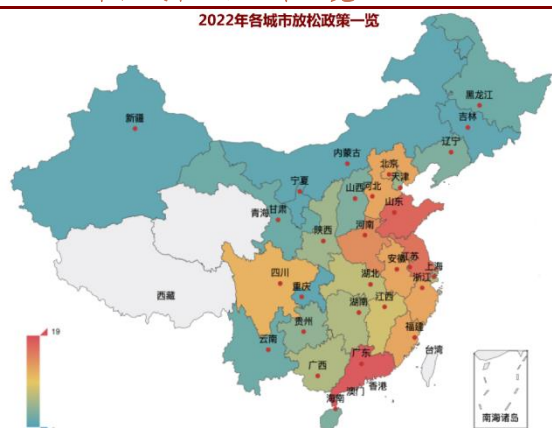 2022年各城市放松政策一览
黑龙江
新疆
吉林
辽宁
内蒙古
北京
天津
宁夏
山西
河北
山东
青海
甘肃
陕西
河南
安徽
江苏
上海
四川
重庆
湖北
浙江
西藏
湖南
江西
贵州
福建
云南
台湾
广西
广东
香港
澳门
海南
南海诸岛
19